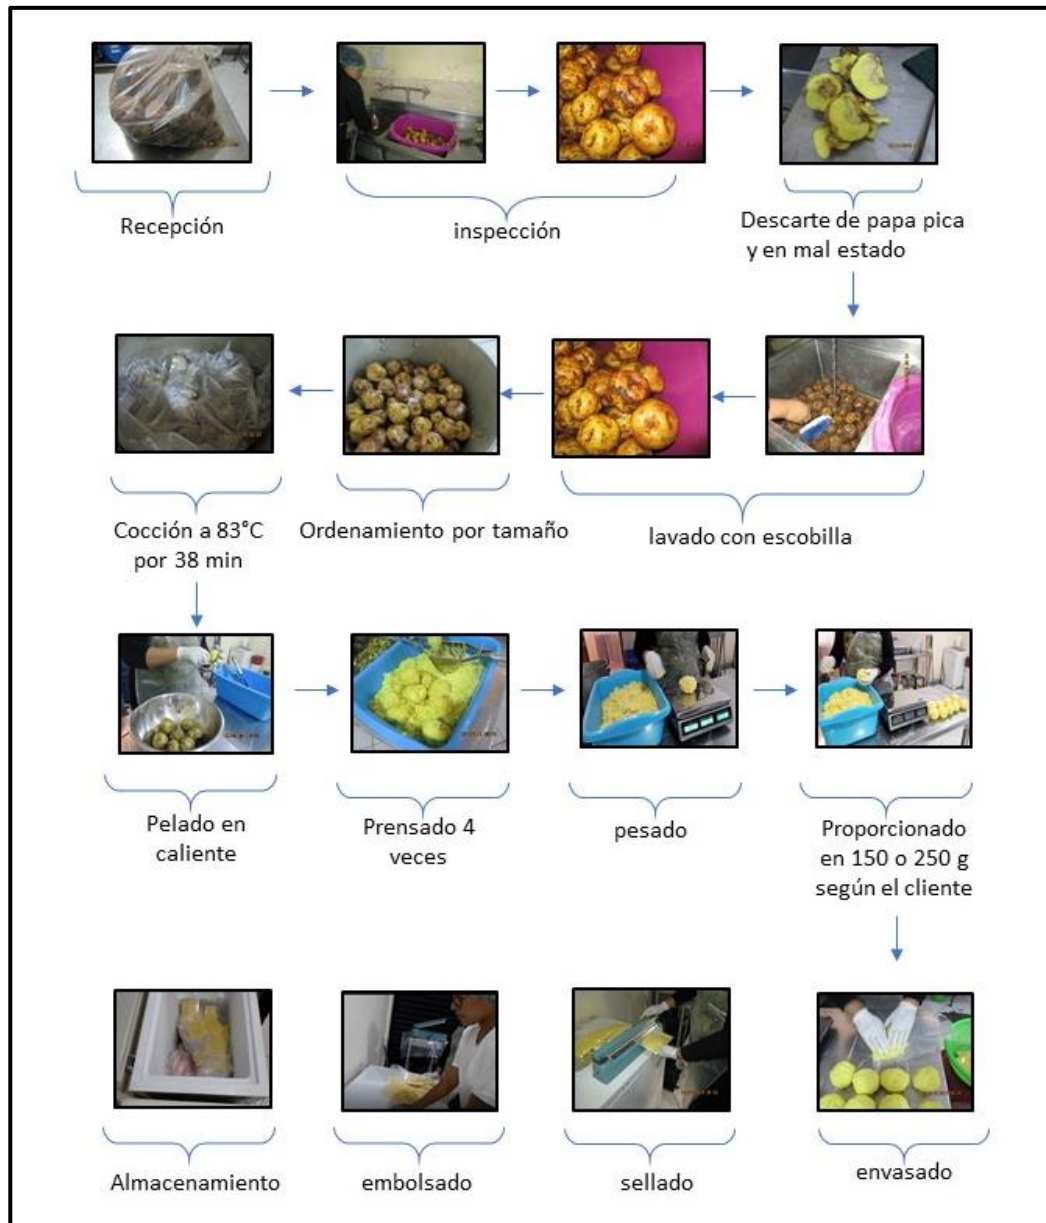 Recepción
inspección
Descarte de papa pica
y en mal estado
Cocción a 83°C
por 38 min
Ordenamiento por tamaño
lavado con escobilla
Pelado en
caliente
Prensado 4
veces
pesado
Proporcionado
en 150 o 250 g
según el cliente
Almacenamiento
embolsado
sellado
envasado